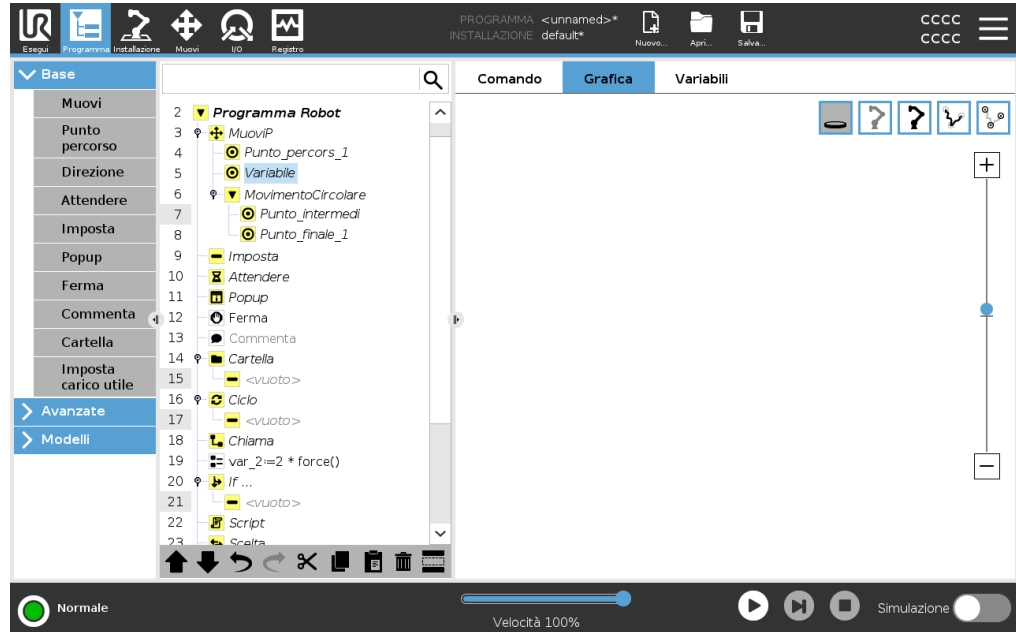 PROGRAMMA <unnamed>*
INSTALLAZIONE default*
Esegui
Programma
Installazione
Muovi
I/O
Registro
Nuovo...
Apri...
Salva...
CCCC
CCCC
Base
Muovi
Punto
percorso
Direzione
Attendere
Imposta
Popup
Ferma
Commenta
Cartella
Imposta
carico utile
Avanzate
Modelli
2 Programma Robot
3 MuoviP
4 Punto_percors_1
5 Variabile
6 MovimentoCircolare
7 Punto_intermedi
8 Punto_finale_1
9 Imposta
10 Attendere
11 Popup
12 Ferma
13 Commenta
14 Cartella
15 <vuoto>
16 Ciclo
17 <vuoto>
18 Chiama
19 var_2:=2 * force()
20 If ...
21 <vuoto>
22 Script
23 Scelta
Comando
Grafica
Variabili
Normale
Velocità 100%
Simulazione